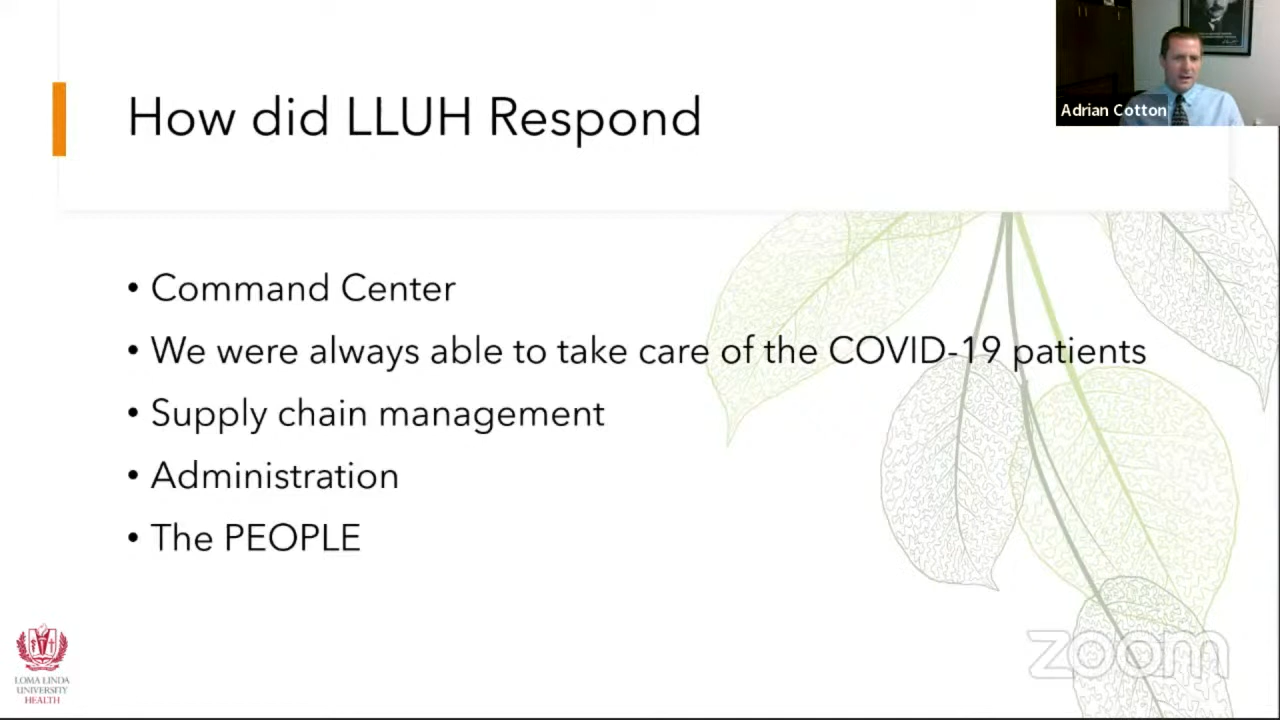 How did LLUH Respond
Adrian Cotton
• Command Center
• We were always able to take care of the COVID-19 patients
• Supply chain management
• Administration
• The PEOPLE
LOMA LINDA
UNIVERSITY
HEALTH
zoom